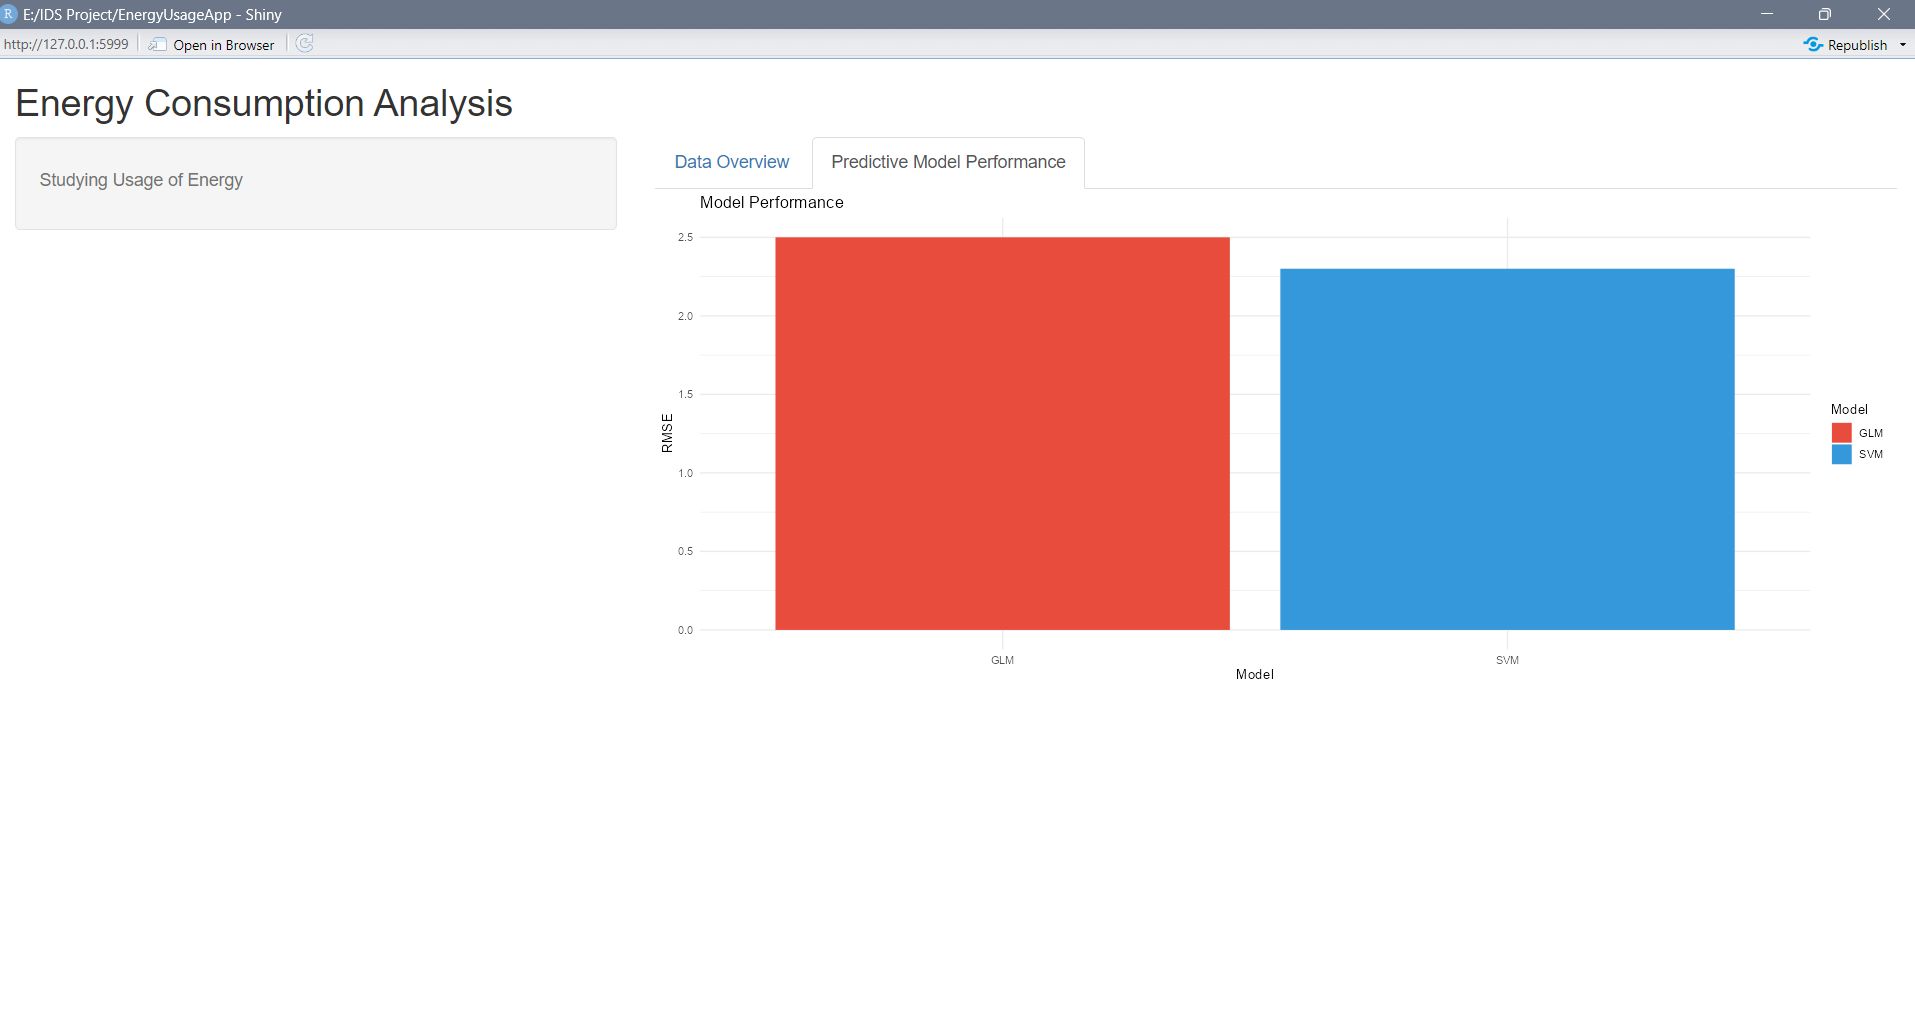 R E:/IDS Project/EnergyUsageApp - Shiny
http://127.0.0.1:5999 Open in Browser Republish
Energy Consumption Analysis
Studying Usage of Energy
Data Overview Predictive Model Performance
Model Performance
2.5
2.0
1.5
1.0
0.5
0.0
RMSE
GLM SVM
Model
Model
GLM
SVM